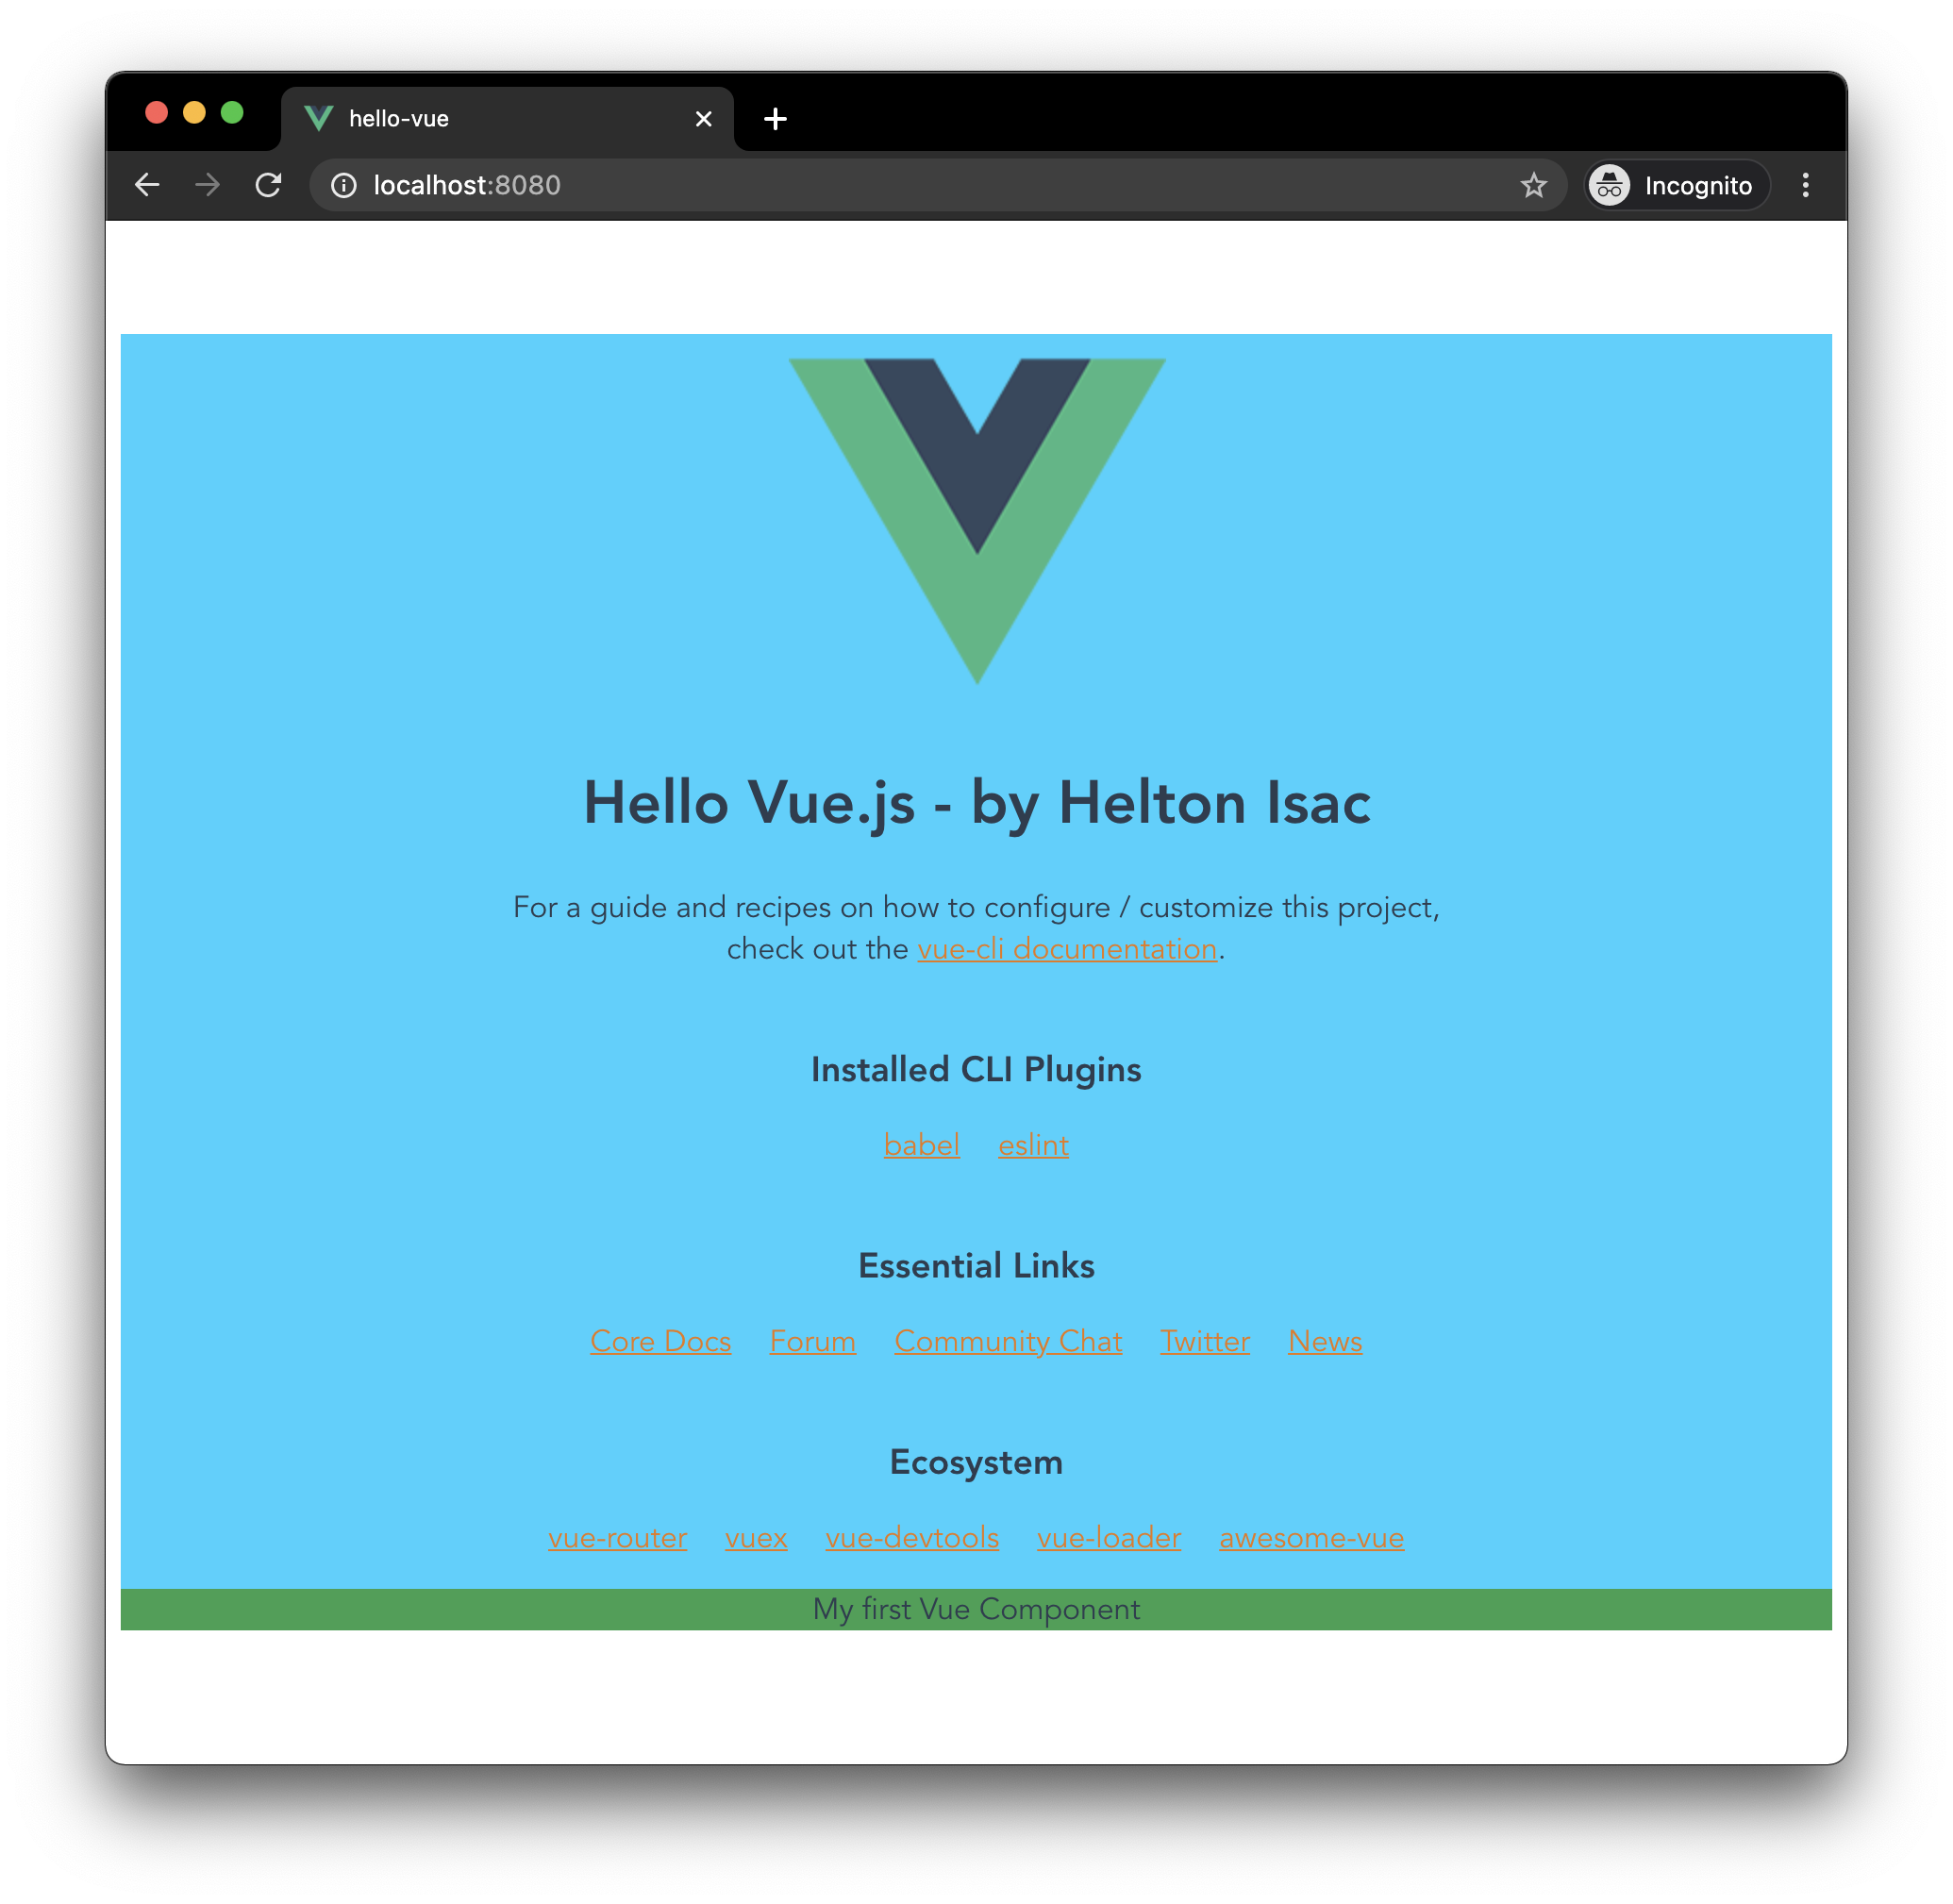 hello-vue
localhost:8080
Incognito
Hello Vue.js - by Helton Isac
For a guide and recipes on how to configure / customize this project,
check out the vue-cli documentation.
Installed CLI Plugins
babel eslint
Essential Links
Core Docs Forum Community Chat Twitter News
Ecosystem
vue-router vuex vue-devtools vue-loader awesome-vue
My first Vue Component